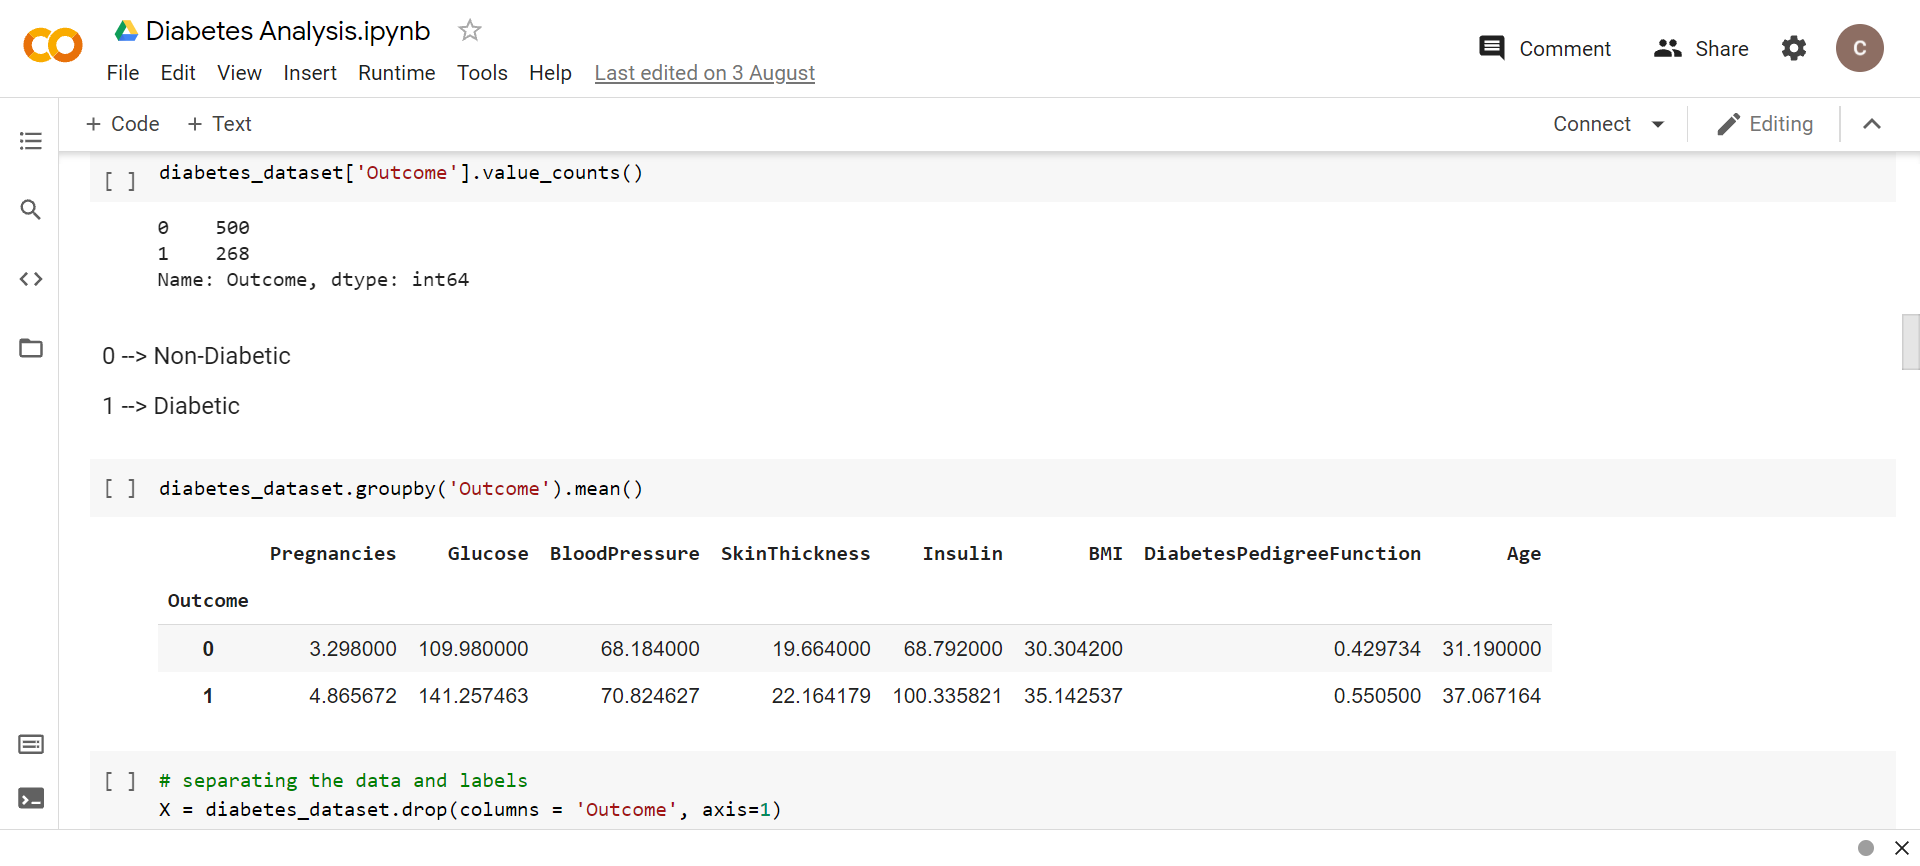 Diabetes Analysis.ipynb
File Edit View Insert Runtime Tools Help Last edited on 3 August
Comment Share C
+ Code + Text
Connect Editing
[ ] diabetes_dataset['Outcome'].value_counts()
0 500
1 268
Name: Outcome, dtype: int64
0 --> Non-Diabetic
1 --> Diabetic
[ ] diabetes_dataset.groupby('Outcome').mean()
Pregnancies Glucose BloodPressure SkinThickness Insulin BMI DiabetesPedigreeFunction Age
Outcome
0 3.298000 109.980000 68.184000 19.664000 68.792000 30.304200 0.429734 31.190000
1 4.865672 141.257463 70.824627 22.164179 100.335821 35.142537 0.550500 37.067164
[ ] # separating the data and labels
X = diabetes_dataset.drop(columns = 'Outcome', axis=1)